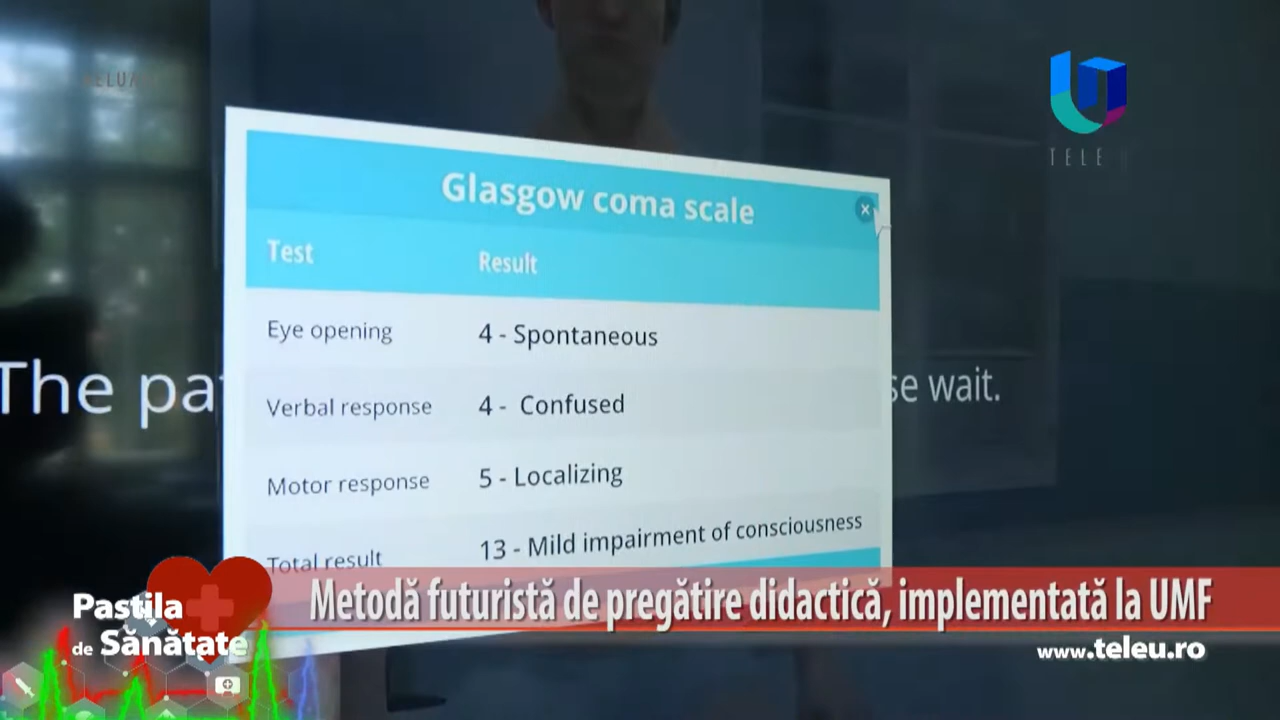 TELE
Glasgow coma scale
Test Result
Eye opening 4 - Spontaneous
The pa
se wait.
Verbal response 4 - Confused
Motor response 5 - Localizing
Total result 13 - Mild impairment of consciousness
Pastila
de Sănătate
Metodă futuristă de pregătire didactică, implementată la UMF
www.teleu.ro